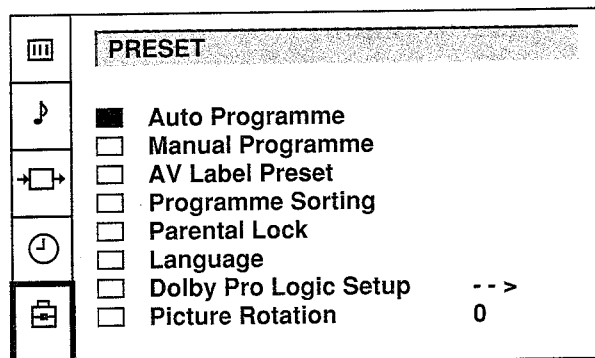 PRESET
Auto Programme
Manual Programme
AV Label Preset
Programme Sorting
Parental Lock
Language
Dolby Pro Logic Setup - - >
Picture Rotation 0